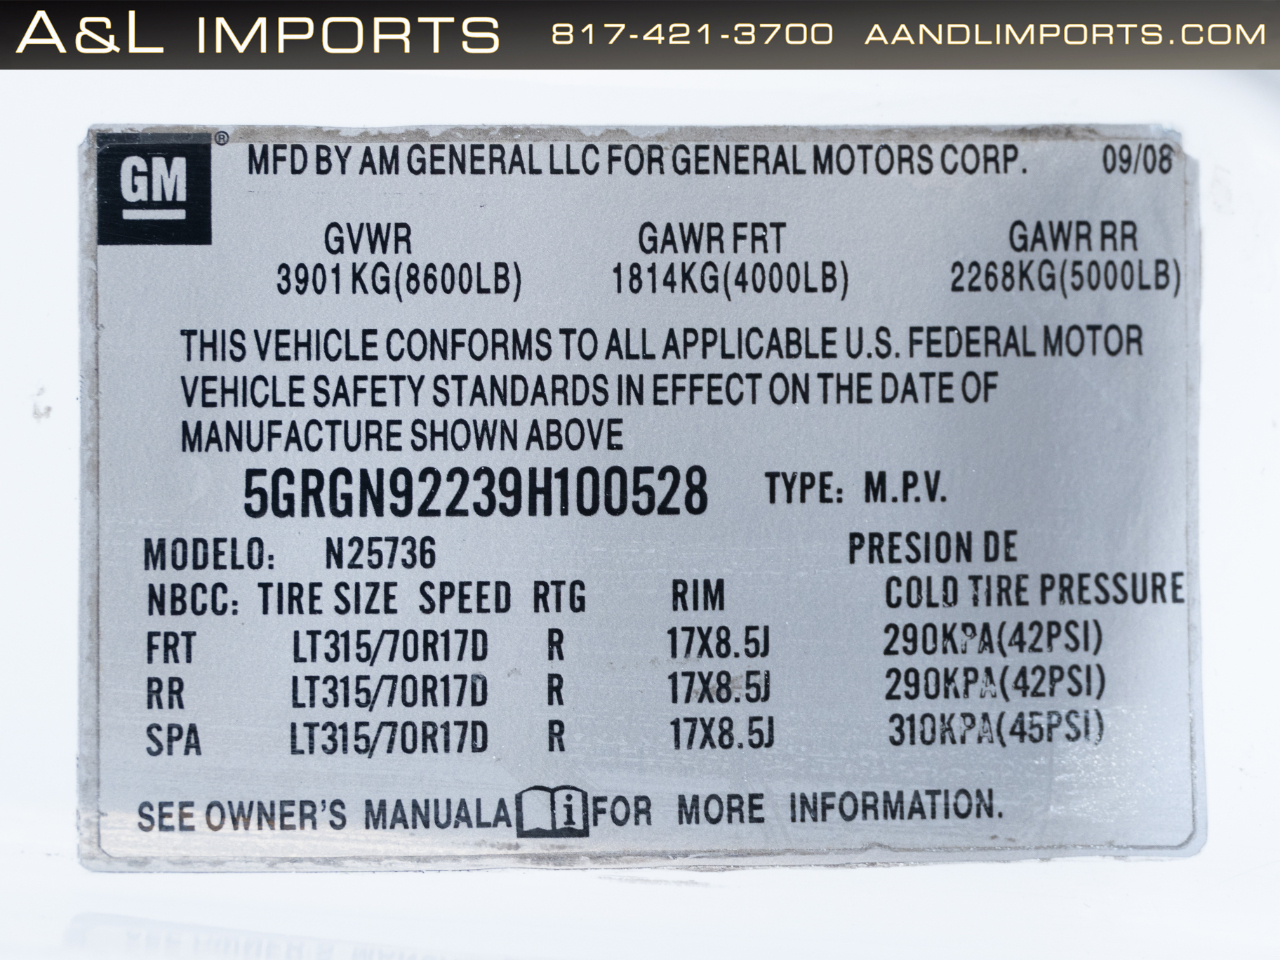 A&L IMPORTS 817-421-3700 AANDLIMPORTS.COM
GM ® MFD BY AM GENERAL LLC FOR GENERAL MOTORS CORP. 09/08
GVWR GAWR FRT GAWR RR
3901 KG(8600LB) 1814KG(4000LB) 2268KG(5000LB)
THIS VEHICLE CONFORMS TO ALL APPLICABLE U.S. FEDERAL MOTOR
VEHICLE SAFETY STANDARDS IN EFFECT ON THE DATE OF
MANUFACTURE SHOWN ABOVE
5GRGN92239H100528 TYPE: M.P.V.
MODELO: N25736 PRESION DE
NBCC: TIRE SIZE SPEED RTG RIM COLD TIRE PRESSURE
FRT LT315/70R17D R 17X8.5J 290KPA(42PSI)
RR LT315/70R17D R 17X8.5J 290KPA(42PSI)
SPA LT315/70R17D R 17X8.5J 310KPA(45PSI)
SEE OWNER'S MANUALA i FOR MORE INFORMATION.